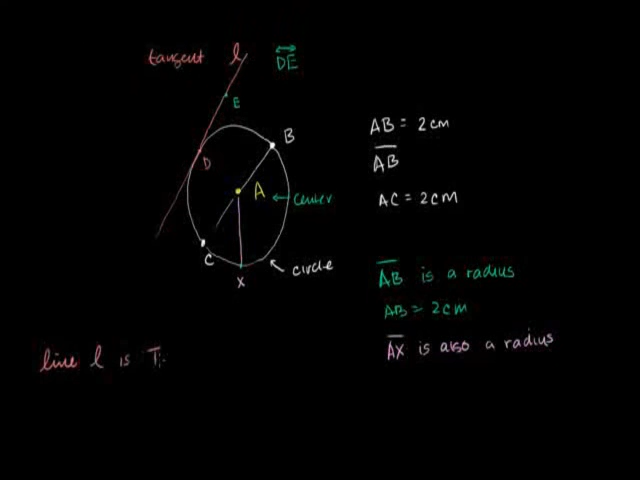 tangent l DE
E
B
AB = 2cm
D
AB
A
center
AC = 2cm
C
circle
X
AB is a radius
AB = 2cm
AX is also a radius
line l is T